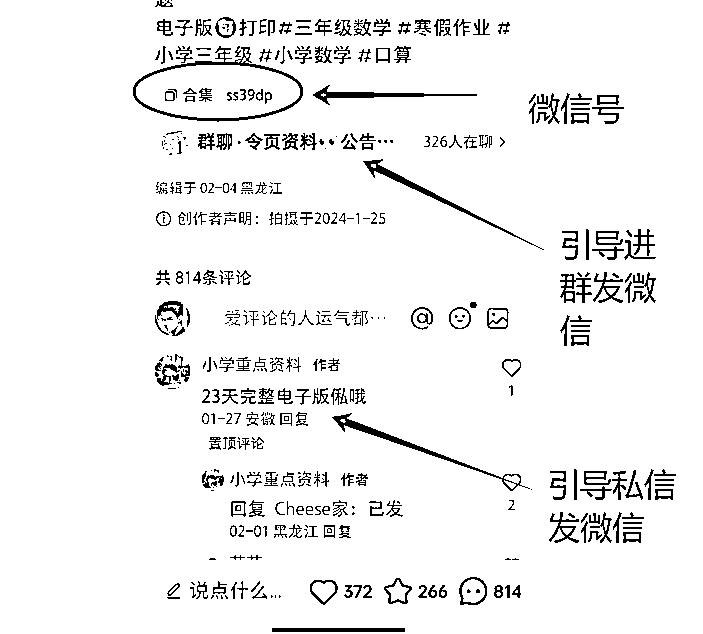 电子版㊞打印#三年级数学 #寒假作业 #
小学三年级 #小学数学 #口算
合集 ss39dp
微信号
群聊·令页资料·· 公告… 326人在聊 >
编辑于 02-04 黑龙江
创作者声明：拍摄于2024-1-25
引导进
群发微
信
共 814条评论
爱评论的人运气都…
小学重点资料 作者
1
23天完整电子版俬哦
01-27 安徽 回复
置顶评论
小学重点资料 作者
回复 Cheese家：已发
2
02-01 黑龙江 回复
引导私信
发微信
说点什么... 372 266 814